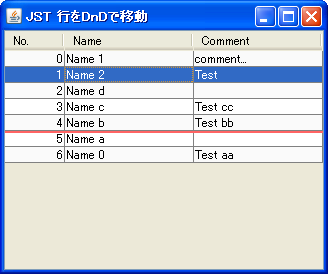 JST 行をDnDで移動
No. Name Comment
0 Name 1 comment...
1 Name 2 Test
2 Name d
3 Name c Test cc
4 Name b Test bb
5 Name a
6 Name 0 Test aa